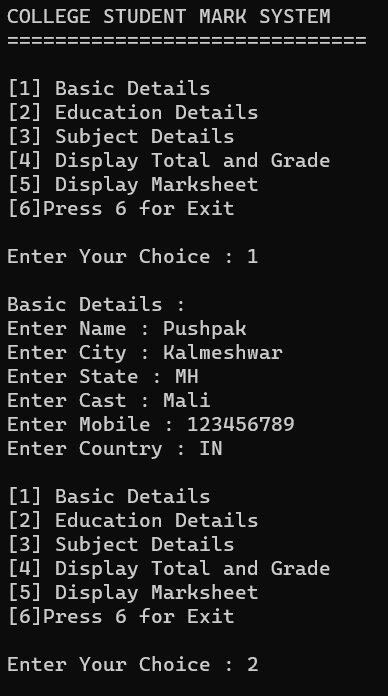 COLLEGE STUDENT MARK SYSTEM
==============================
[1] Basic Details
[2] Education Details
[3] Subject Details
[4] Display Total and Grade
[5] Display Marksheet
[6]Press 6 for Exit
Enter Your Choice : 1
Basic Details :
Enter Name : Pushpak
Enter City : Kalmeshwar
Enter State : MH
Enter Cast : Mali
Enter Mobile : 123456789
Enter Country : IN
[1] Basic Details
[2] Education Details
[3] Subject Details
[4] Display Total and Grade
[5] Display Marksheet
[6]Press 6 for Exit
Enter Your Choice : 2